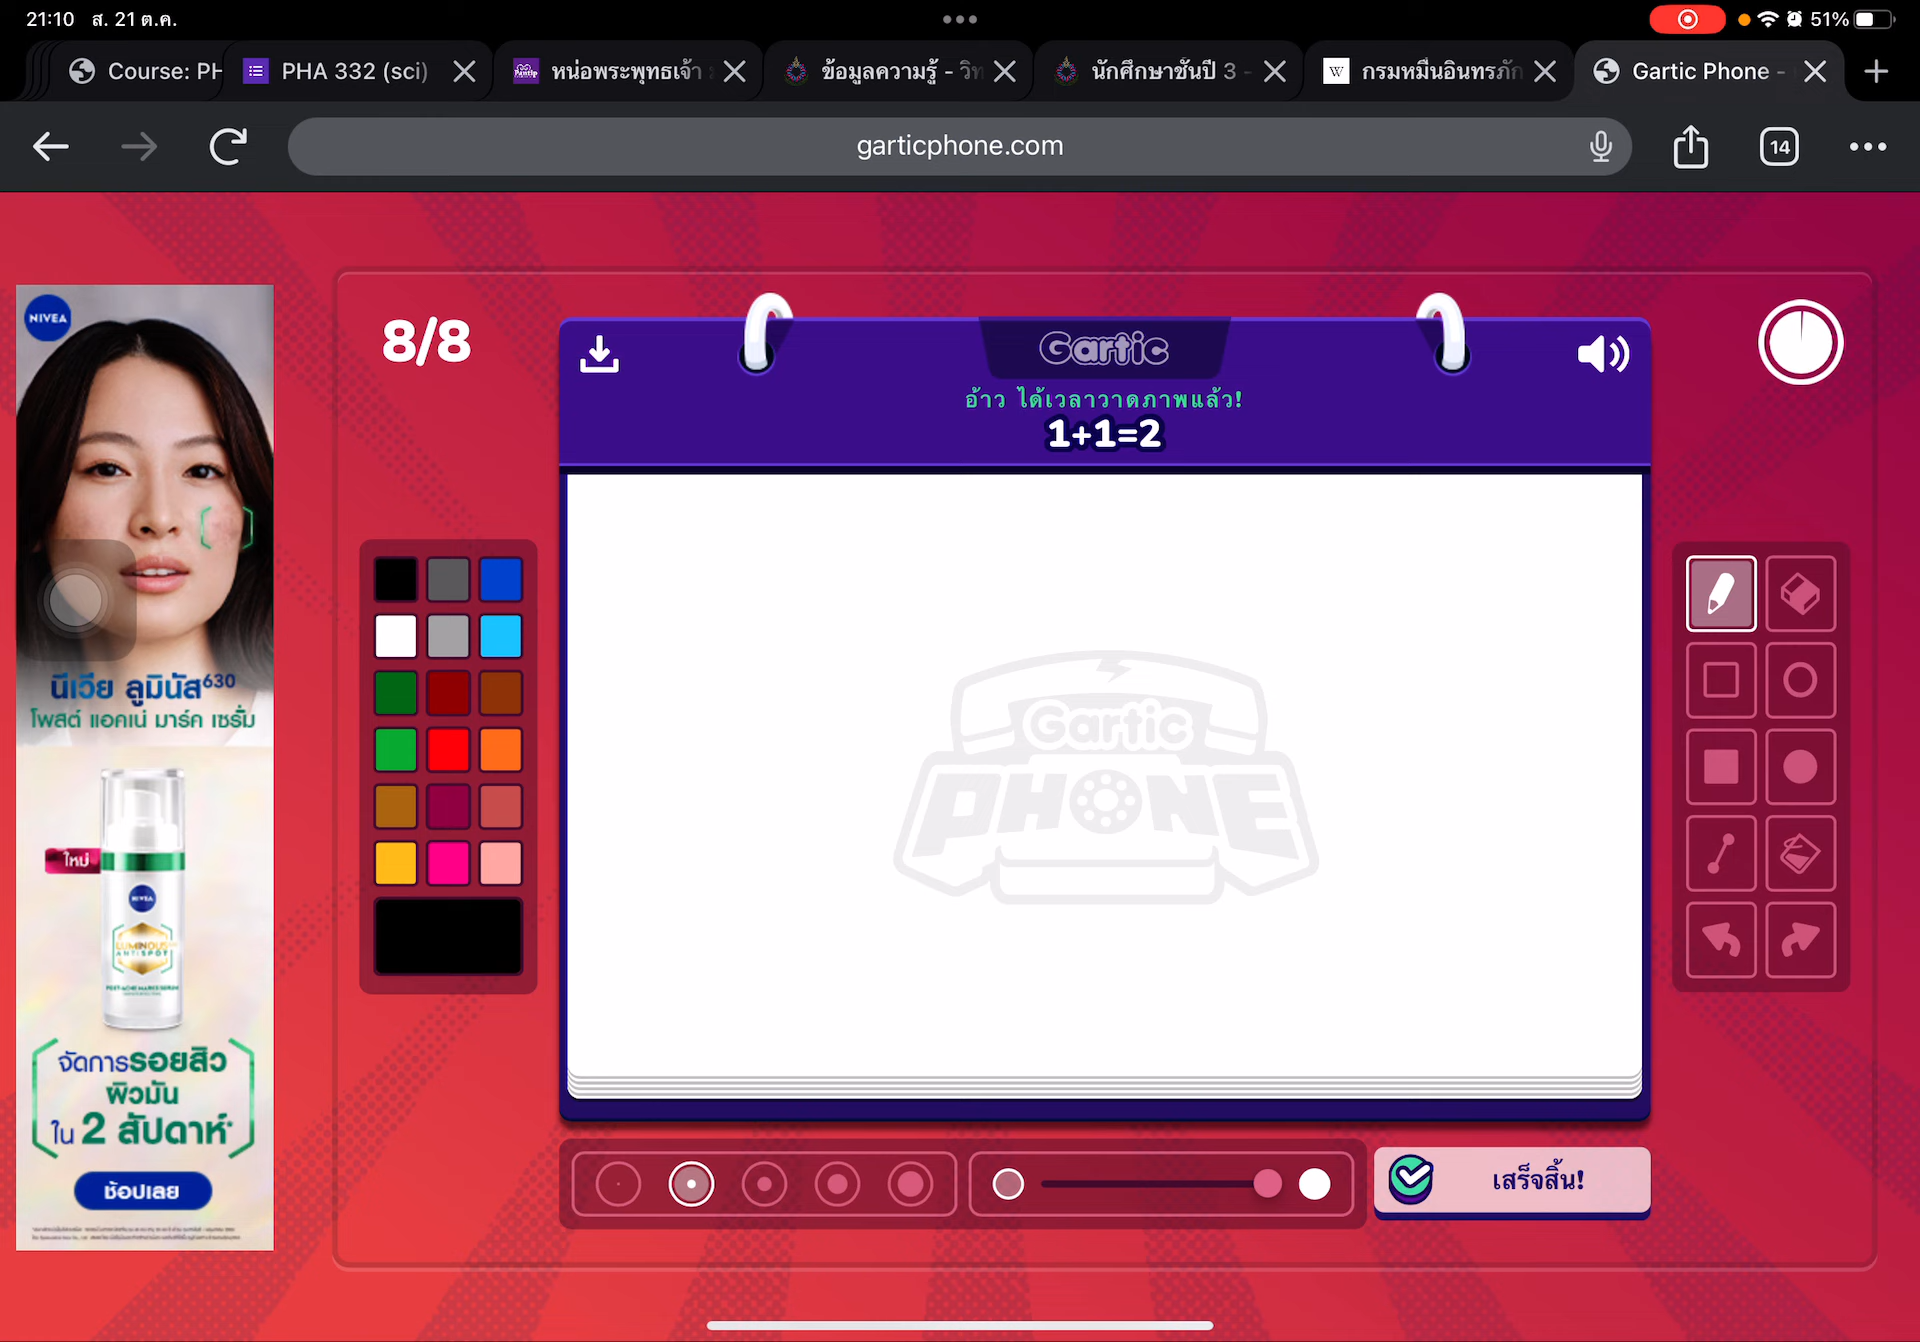 21:10 ส. 21 ต.ค.
51%
Course: PH
PHA 332 (sci)
หน่อพระพุทธเจ้า
ข้อมูลความรู้ - วิท
นักศึกษาชั้นปี 3 -
กรมหมื่นอินทรภัก
Gartic Phone -
garticphone.com
14
8/8
Gartic
อ้าว ได้เวลาวาดภาพแล้ว!
1+1=2
Gartic
PHONE
NIVEA
นีเวีย ลูมินัส630
โพสต์ แอคเน่ มาร์ค เซรั่ม
ใหม่
NIVEA
LUMINOUS
ANTISPOT
จัดการรอยสิว
ผิวมัน
ใน 2 สัปดาห์*
ช้อปเลย
เสร็จสิ้น!